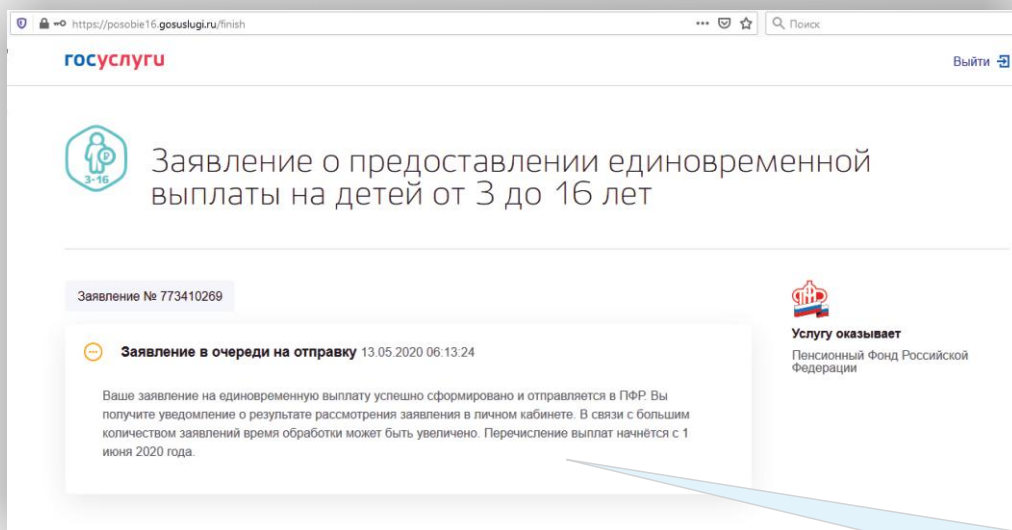 https://posobie16.gosuslugi.ru/finish
Поиск
госуслуги
Выйти
3-16
Заявление о предоставлении единовременной
выплаты на детей от 3 до 16 лет
Заявление № 773410269
Заявление в очереди на отправку 13.05.2020 06:13:24
Ваше заявление на единовременную выплату успешно сформировано и отправляется в ПФР. Вы
получите уведомление о результате рассмотрения заявления в личном кабинете. В связи с большим
количеством заявлений время обработки может быть увеличено. Перечисление выплат начнётся с 1
июня 2020 года.
Услугу оказывает
Пенсионный Фонд Российской
Федерации